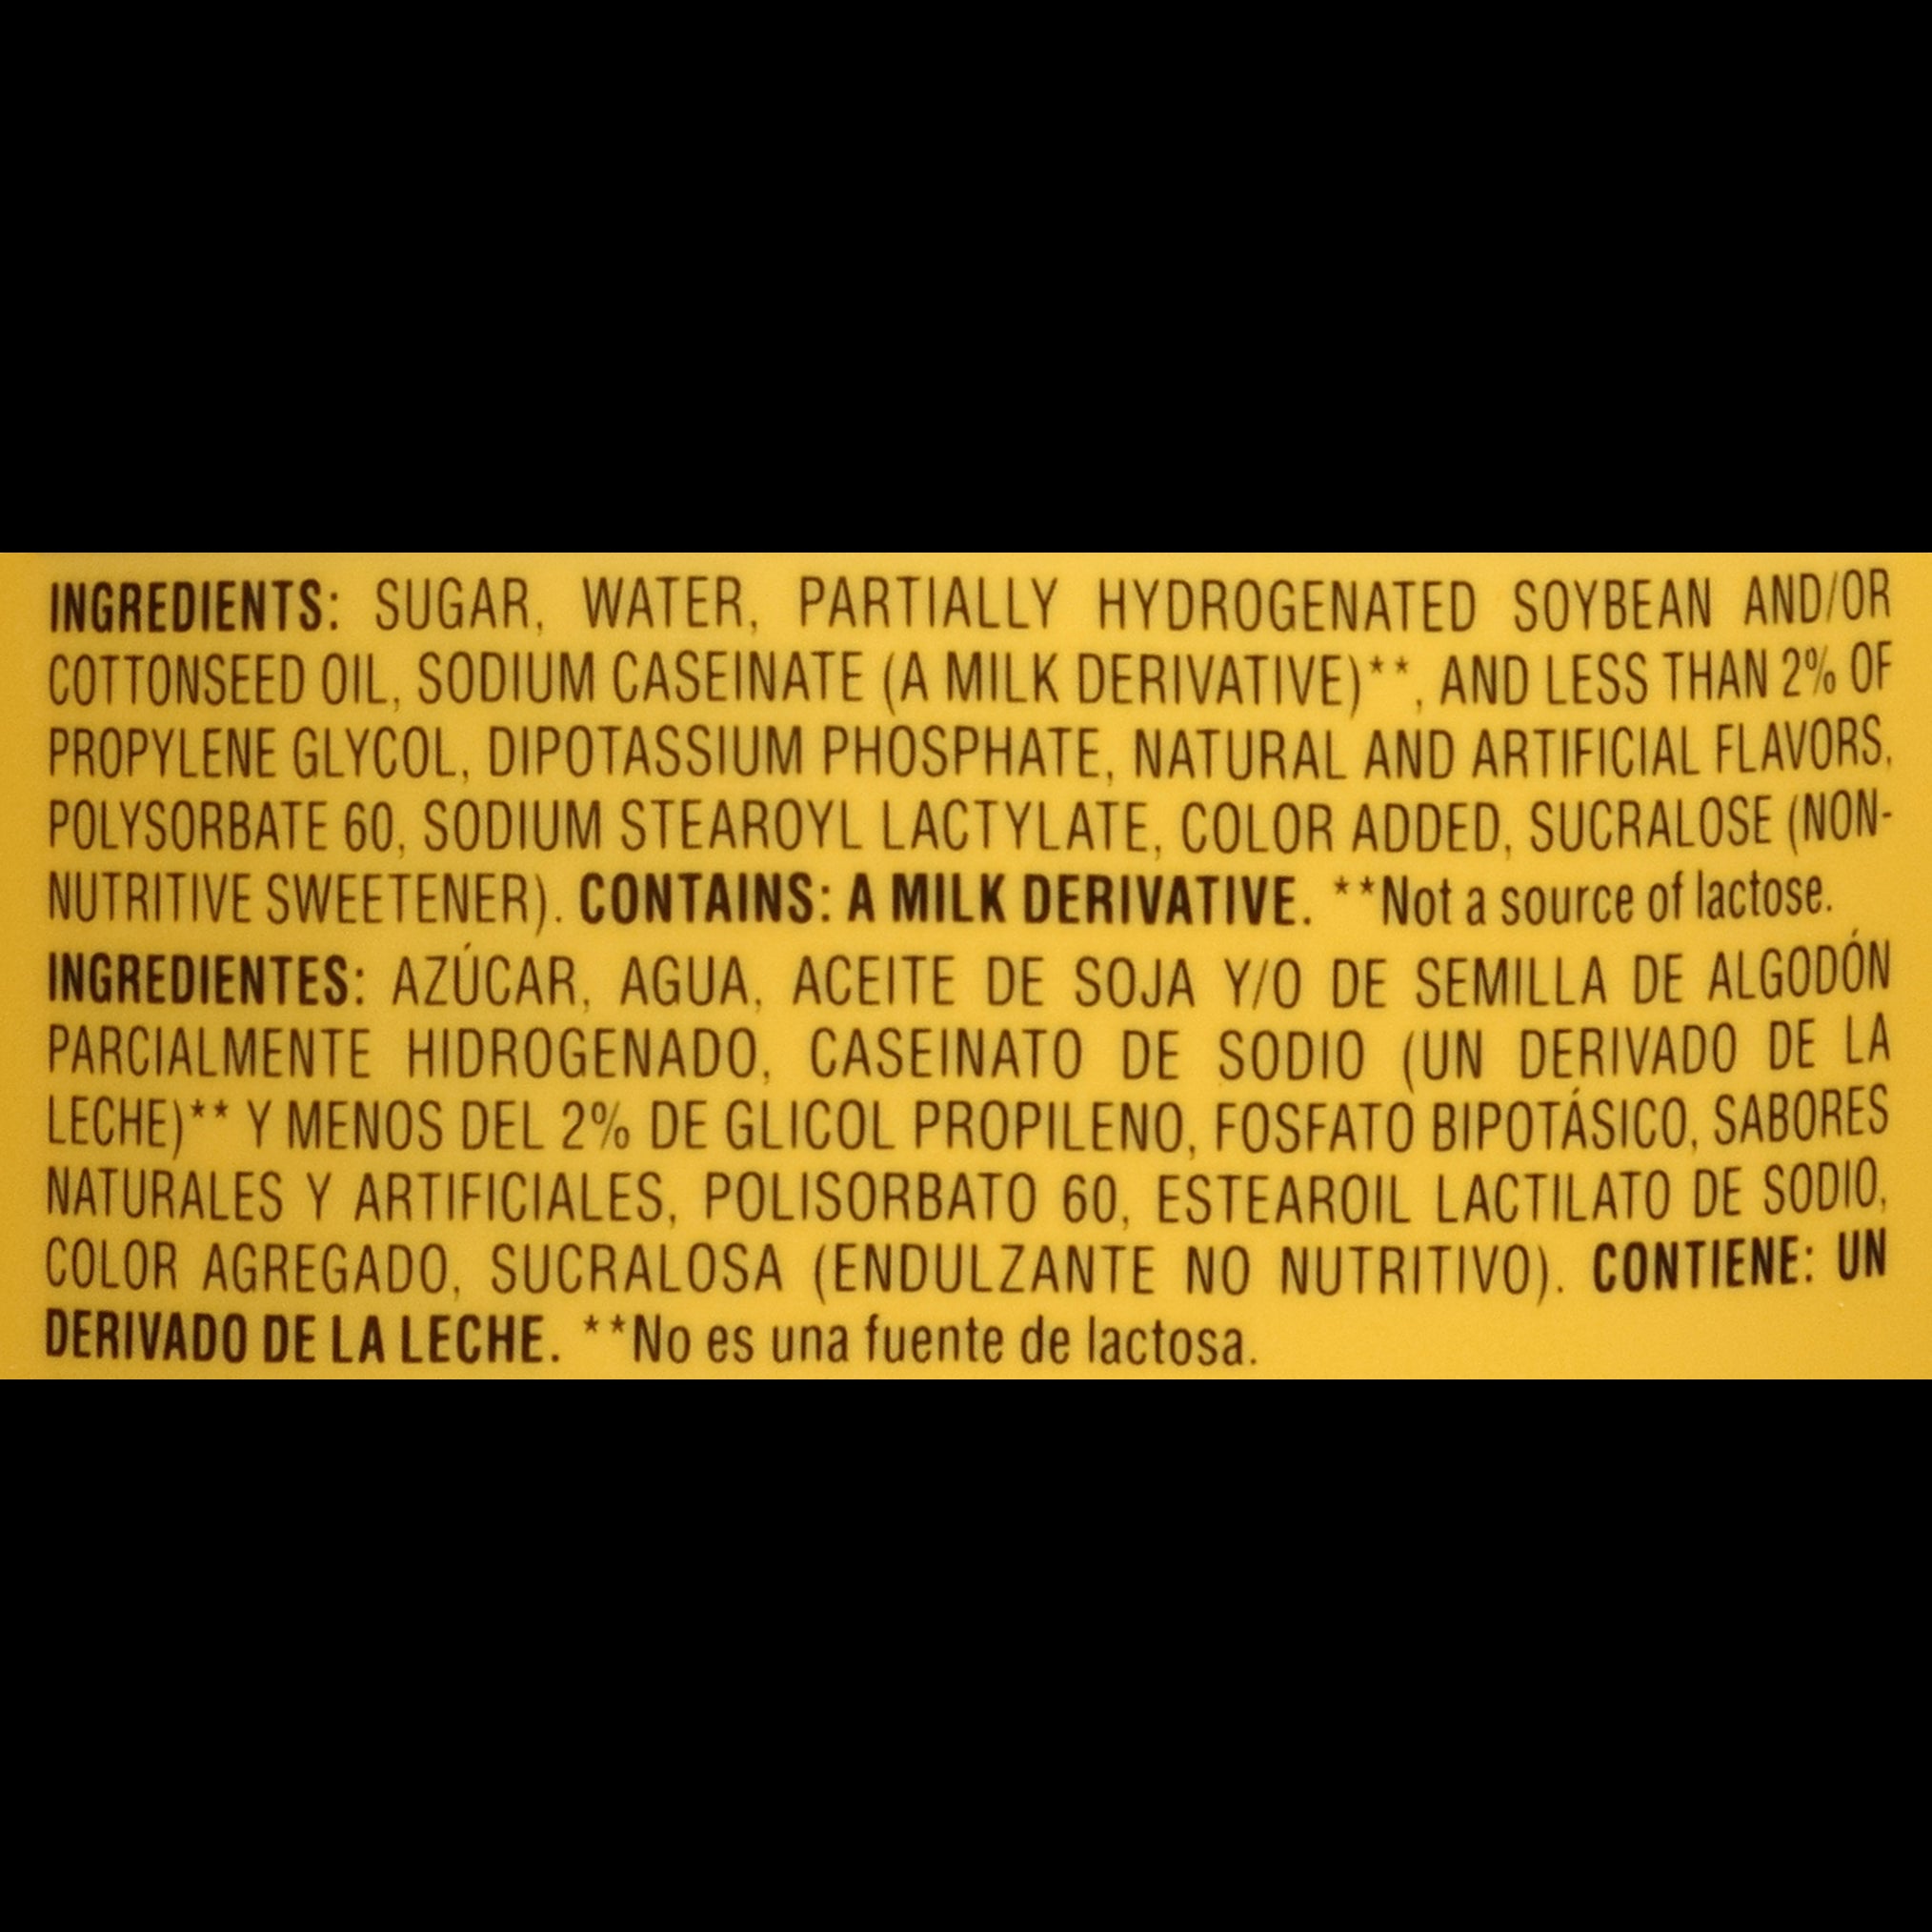 INGREDIENTS: SUGAR, WATER, PARTIALLY HYDROGENATED SOYBEAN AND/OR
COTTONSEED OIL, SODIUM CASEINATE (A MILK DERIVATIVE)**, AND LESS THAN 2% OF
PROPYLENE GLYCOL, DIPOTASSIUM PHOSPHATE, NATURAL AND ARTIFICIAL FLAVORS,
POLYSORBATE 60, SODIUM STEAROYL LACTYLATE, COLOR ADDED, SUCRALOSE (NON-
NUTRITIVE SWEETENER). CONTAINS: A MILK DERIVATIVE. **Not a source of lactose.
INGREDIENTES: AZÚCAR, AGUA, ACEITE DE SOJA Y/O DE SEMILLA DE ALGODÓN
PARCIALMENTE HIDROGENADO, CASEINATO DE SODIO (UN DERIVADO DE LA
LECHE)** Y MENOS DEL 2% DE GLICOL PROPILENO, FOSFATO BIPOTÁSICO, SABORES
NATURALES Y ARTIFICIALES, POLISORBATO 60, ESTEAROIL LACTILATO DE SODIO,
COLOR AGREGADO, SUCRALOSA (ENDULZANTE NO NUTRITIVO). CONTIENE: UN
DERIVADO DE LA LECHE. **No es una fuente de lactosa.